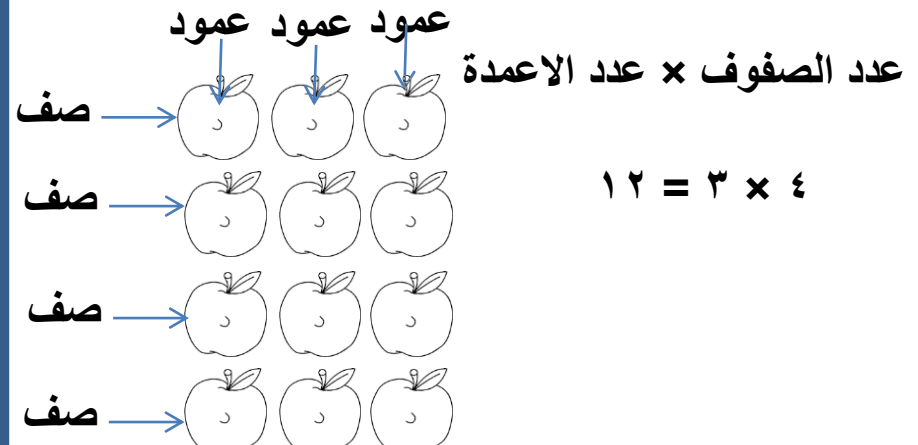 عمود عمود عمود
عدد الصفوف × عدد الاعمدة
صف
٤ × ٣ = ١٢
صف
صف
صف